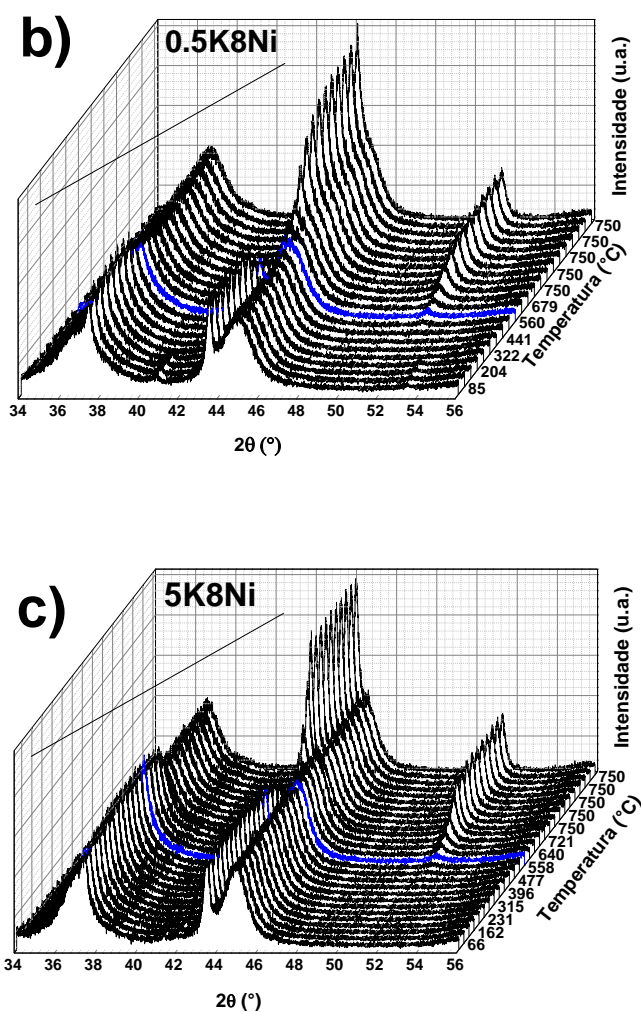 b)
0.5K8Ni
Intensidade (u.a.)
750
750
750
750
750
679
560
441
322
204
85
Temperatura (°C)
34 36 38 40 42 44 46 48 50 52 54 56
2θ (°)
c)
5K8Ni
Intensidade (u.a.)
750
750
750
750
750
721
640
558
477
396
315
231
162
66
Temperatura (°C)
34 36 38 40 42 44 46 48 50 52 54 56
2θ (°)